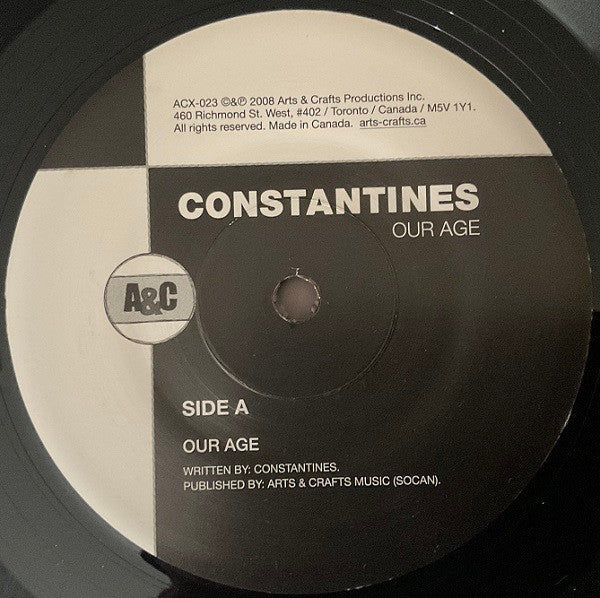 ACX-023 ©&℗ 2008 Arts & Crafts Productions Inc.
460 Richmond St. West, #402 / Toronto / Canada / M5V 1Y1.
All rights reserved. Made in Canada. arts-crafts.ca
CONSTANTINES
OUR AGE
A&C
SIDE A
OUR AGE
WRITTEN BY: CONSTANTINES.
PUBLISHED BY: ARTS & CRAFTS MUSIC (SOCAN).